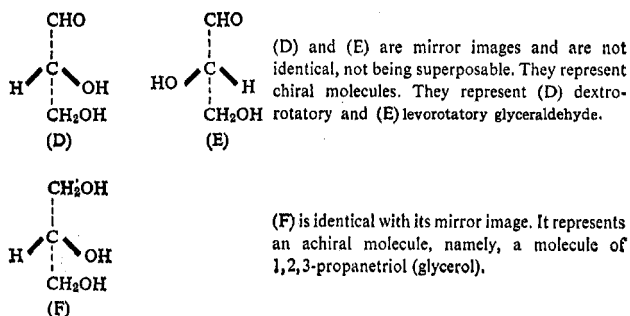 CHO CHO
C C
H OH HO H
CH₂OH CH₂OH
(D) (E)
(D) and (E) are mirror images and are not
identical, not being superposable. They represent
chiral molecules. They represent (D) dextro-
rotatory and (E) levorotatory glyceraldehyde.
CH₂OH
C
H OH
CH₂OH
(F)
(F) is identical with its mirror image. It represents
an achiral molecule, namely, a molecule of
1,2,3-propanetriol (glycerol).